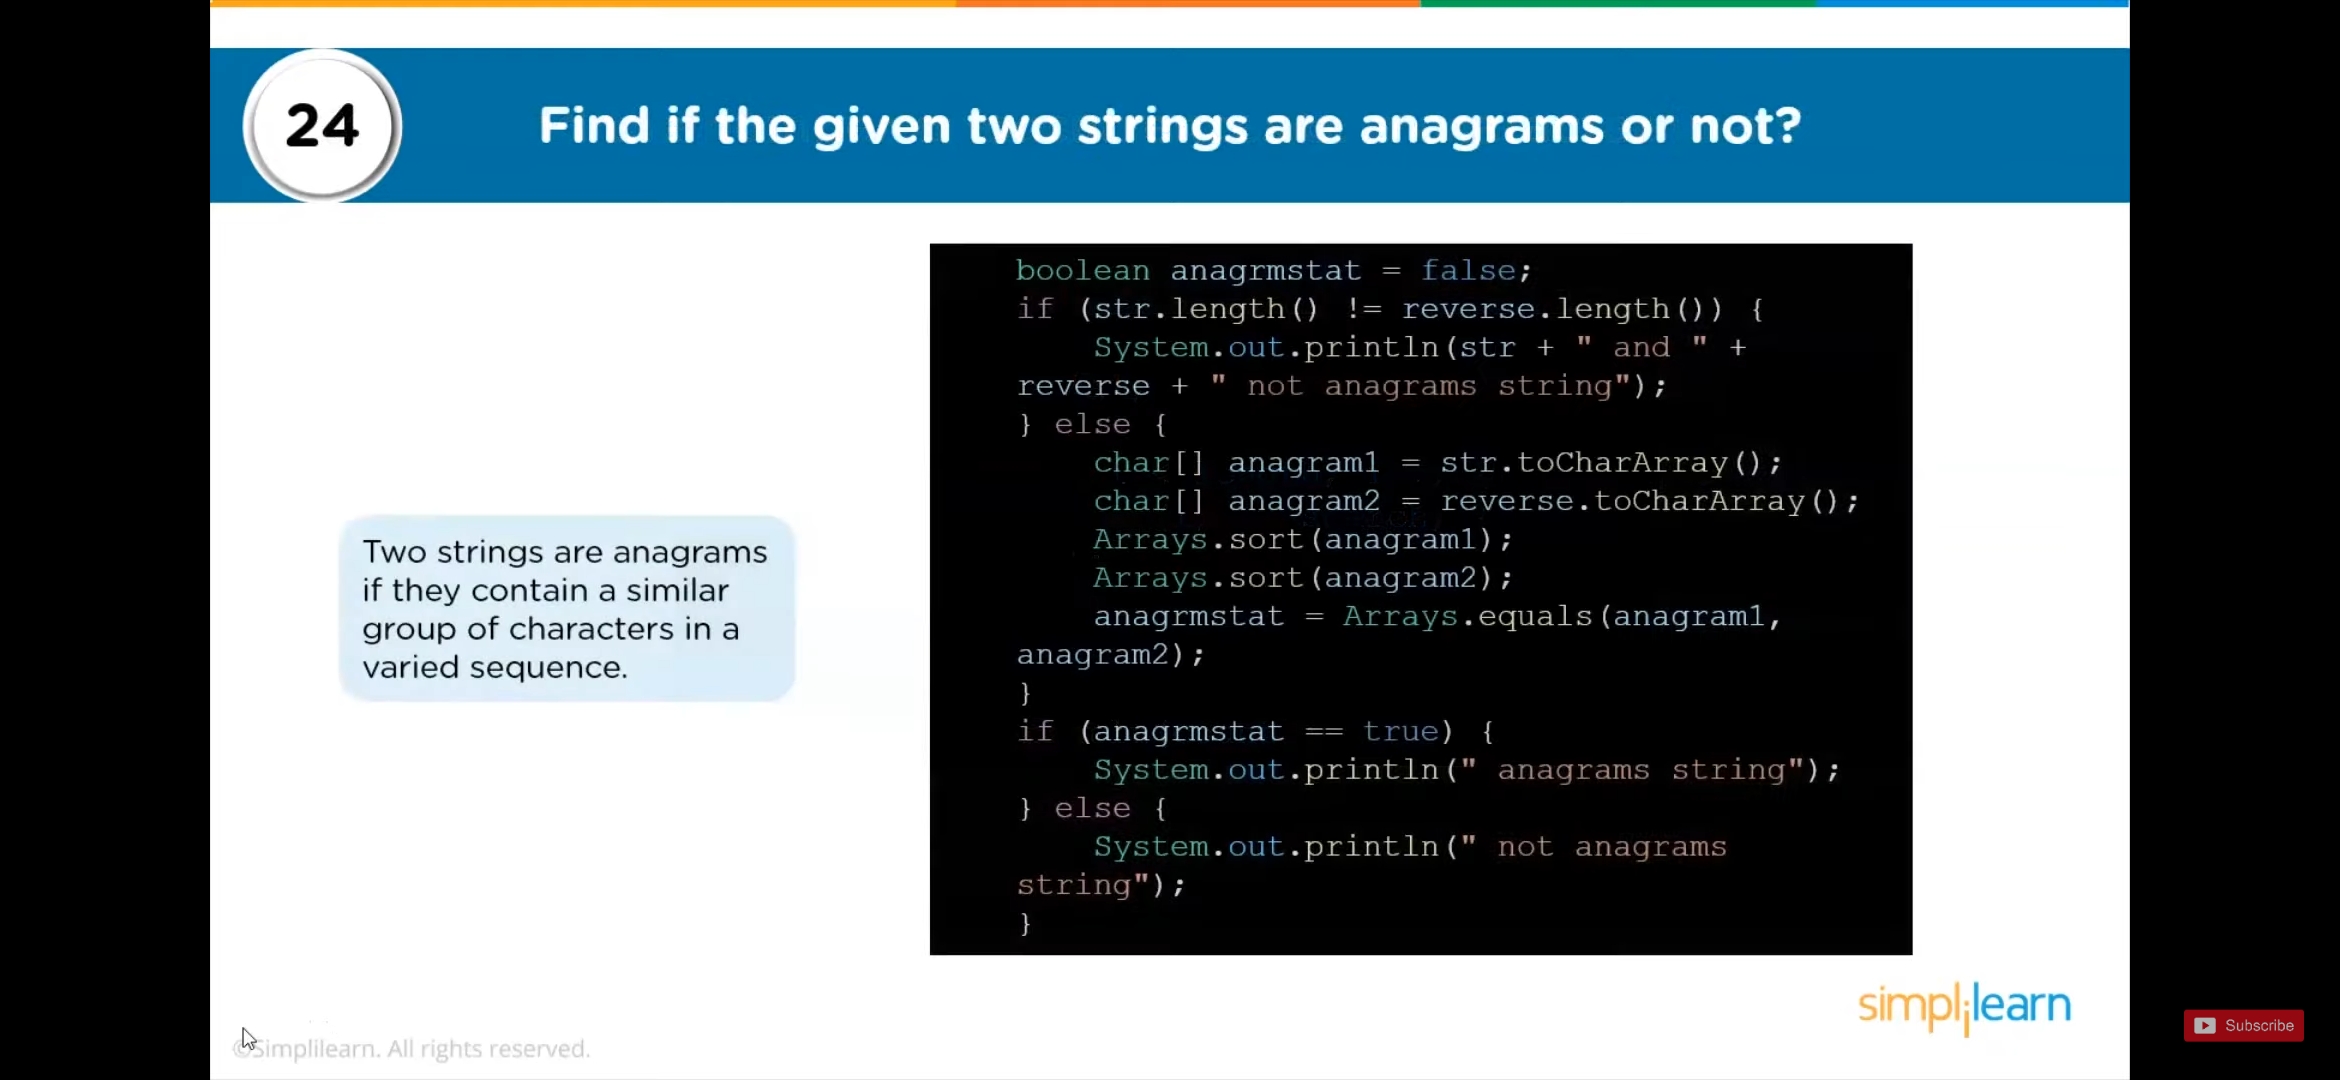 24
Find if the given two strings are anagrams or not?
Two strings are anagrams
if they contain a similar
group of characters in a
varied sequence.
boolean anagrmstat = false;
if (str.length() != reverse.length()) {
    System.out.println(str + " and " +
reverse + " not anagrams string");
} else {
    char[] anagram1 = str.toCharArray();
    char[] anagram2 = reverse.toCharArray();
    Arrays.sort(anagram1);
    Arrays.sort(anagram2);
    anagrmstat = Arrays.equals(anagram1,
anagram2);
}
if (anagrmstat == true) {
    System.out.println(" anagrams string");
} else {
    System.out.println(" not anagrams
string");
}
simplilearn
Subscribe
©Simplilearn. All rights reserved.